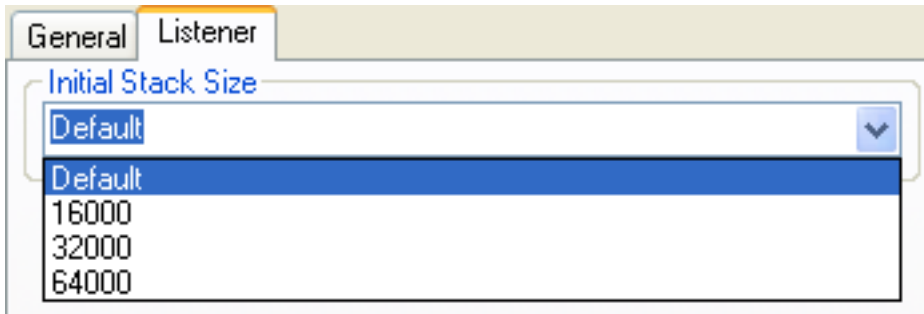 General Listener
Initial Stack Size
Default
Default
16000
32000
64000